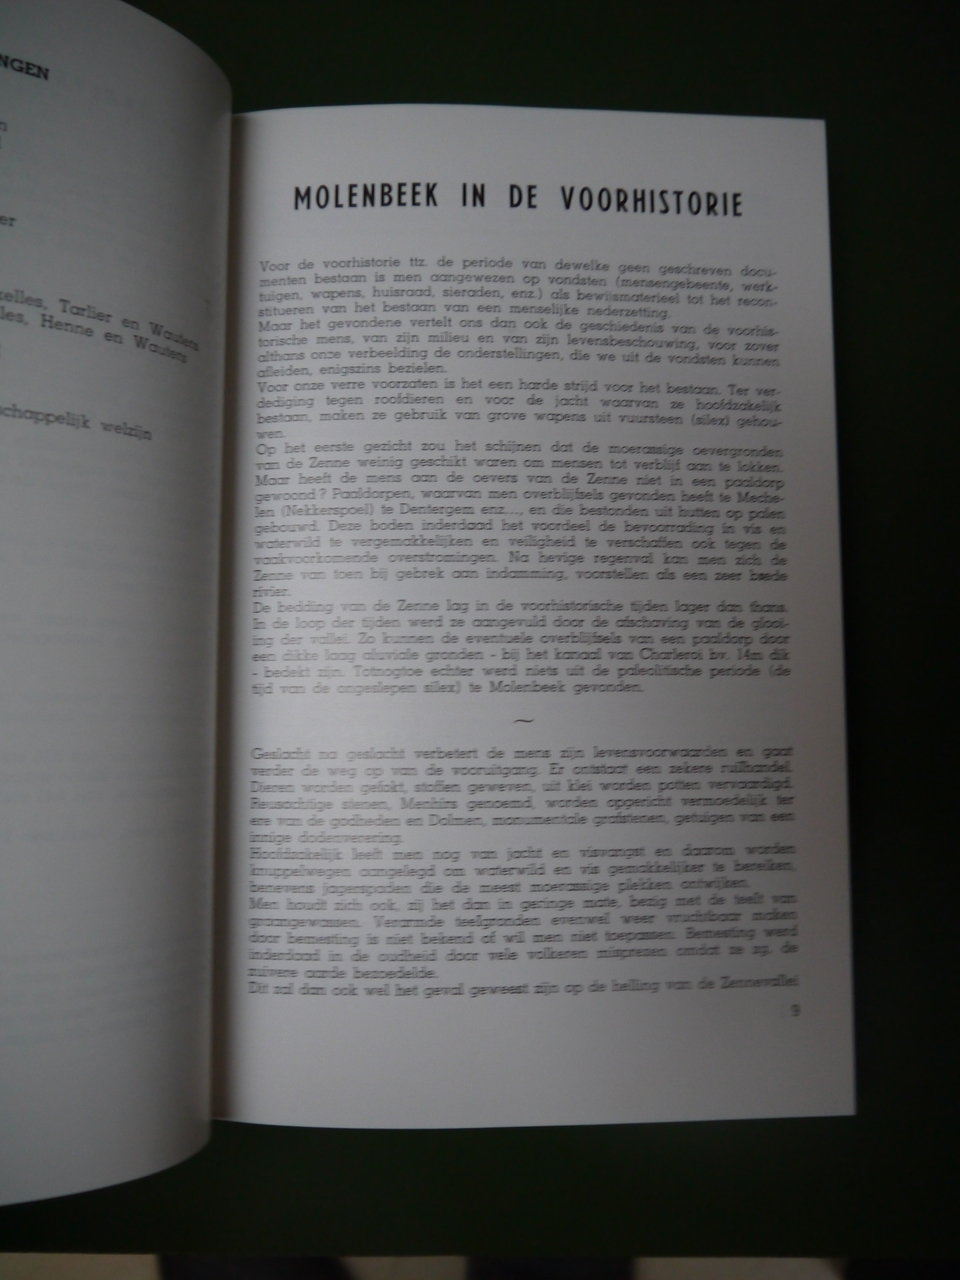 NGEN
er
elles, Tarlier en Wauters
les, Henne en Wauters
schappelijk welzijn
MOLENBEEK IN DE VOORHISTORIE
Voor de voorhistorie ttz. de periode van dewelke geen geschreven docu-
menten bestaan is men aangewezen op vondsten (mensengebeente, werk-
tuigen, wapens, huisraad, sieraden, enz.) als bewijsmaterieel tot het recon-
stitueren van het bestaan van een menselijke nederzetting.
Maar het gevondene vertelt ons dan ook de geschiedenis van de voorhis-
torische mens, van zijn milieu en van zijn levensbeschouwing, voor zover
althans onze verbeelding de onderstellingen, die we uit de vondsten kunnen
afleiden, enigszins bezielen.
Voor onze verre voorzaten is het een harde strijd voor het bestaan. Ter ver-
dediging tegen roofdieren en voor de jacht waarvan ze hoofdzakelijk
bestaan, maken ze gebruik van grove wapens uit vuursteen (silex) gehou-
wen.
Op het eerste gezicht zou het schijnen dat de moerassige oevergronden
van de Zenne weinig geschikt waren om mensen tot verblijf aan te lokken.
Maar heeft de mens aan de oevers van de Zenne niet in een paaldorp
gewoond? Paaldorpen, waarvan men overblijfsels gevonden heeft te Meche-
len (Nekkerspoel) te Dentergem enz..., en die bestonden uit hutten op palen
gebouwd. Deze boden inderdaad het voordeel de bevoorrading in vis en
waterwild te vergemakkelijken en veiligheid te verschaffen ook tegen de
vaakvoorkomende overstromingen. Na hevige regenval kan men zich de
Zenne van toen bij gebrek aan indamming, voorstellen als een zeer brede
rivier.
De bedding van de Zenne lag in de voorhistorische tijden lager dan thans.
In de loop der tijden werd ze aangevuld door de afschaving van de glooi-
ing der vallei. Zo kunnen de eventuele overblijfsels van een paaldorp door
een dikke laag aluviale gronden - bij het kanaal van Charleroi bv. 14m dik
- bedekt zijn. Totnogtoe echter werd niets uit de paleolitische periode (de
tijd van de ongeslepen silex) te Molenbeek gevonden.
~
Geslacht na geslacht verbetert de mens zijn levensvoorwaarden en gaat
verder de weg op van de vooruitgang. Er ontstaat een zekere ruilhandel.
Dieren worden gefokt, stoffen geweven, uit klei worden potten vervaardigd.
Reusachtige stenen, Menhirs genoemd, worden opgericht vermoedelijk ter
ere van de godheden en Dolmen, monumentale grafstenen, getuigen van een
innige dodenverering.
Hoofdzakelijk leeft men nog van jacht en visvangst en daarom worden
knuppelwegen aangelegd om waterwild en vis gemakkelijker te bereiken,
benevens jagerspaden die de meest moerassige plekken ontwijken.
Men houdt zich ook, zij het dan in geringe mate, bezig met de teelt van
graangewassen. Verarmde teelgronden evenwel weer vruchtbaar maken
door bemesting is niet bekend of wil men niet toepassen. Bemesting werd
inderdaad in de oudheid door vele volkeren misprezen omdat ze zg. de
zuivere aarde bezoedelde.
Dit zal dan ook wel het geval geweest zijn op de helling van de Zennevallei
9